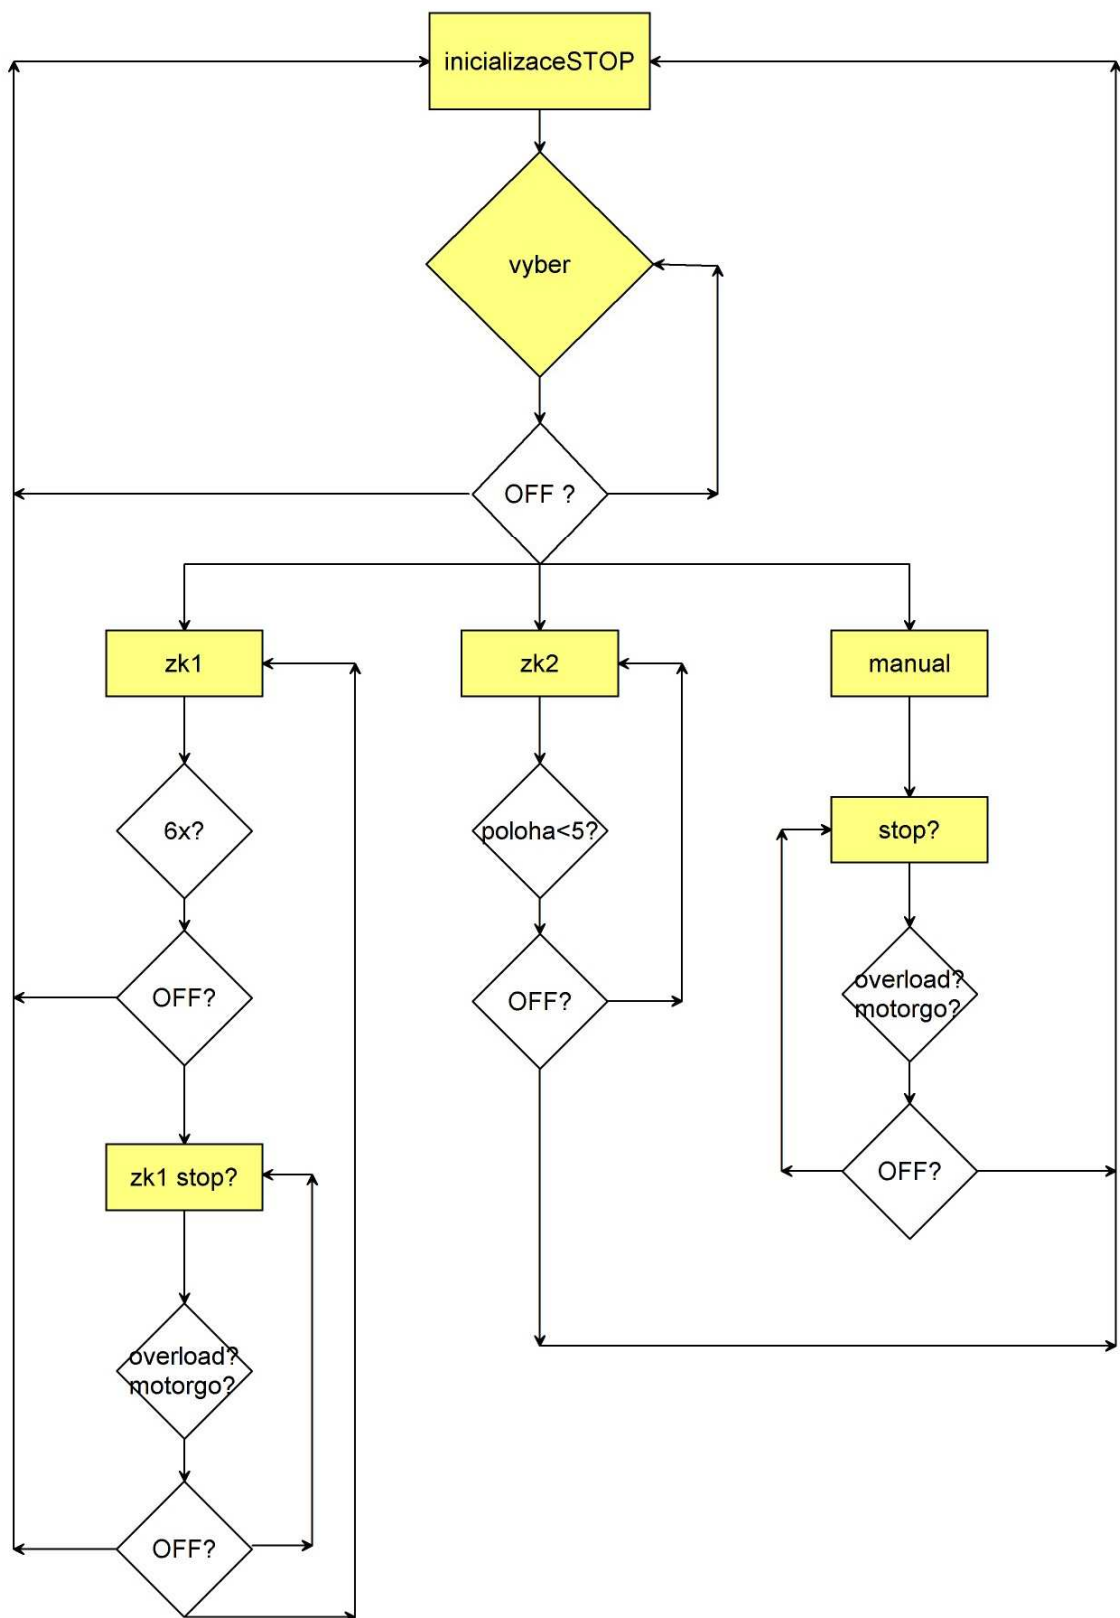 inicializaceSTOP
vyber
OFF ?
zk1
zk2
manual
6x?
poloha<5?
stop?
OFF?
OFF?
overload?
motorgo?
zk1 stop?
OFF?
overload?
motorgo?
OFF?